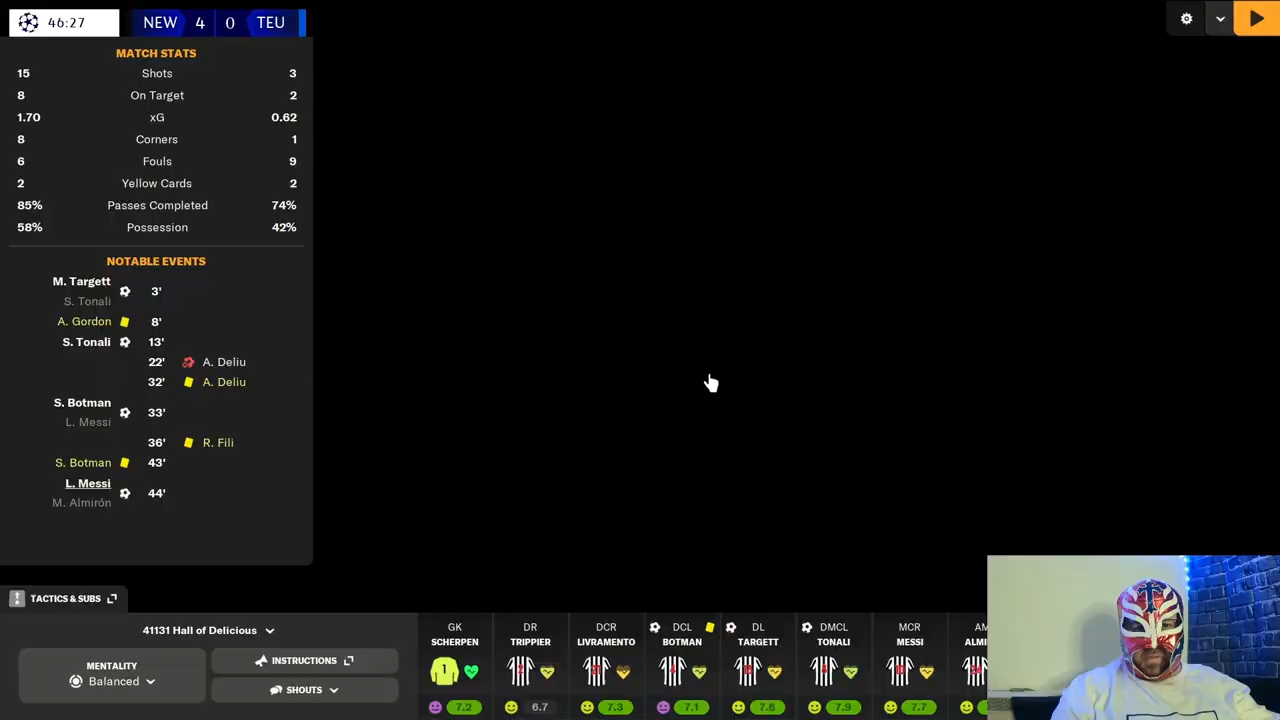 46:27 NEW 4 0 TEU
MATCH STATS
15 Shots 3
8 On Target 2
1.70 xG 0.62
8 Corners 1
6 Fouls 9
2 Yellow Cards 2
85% Passes Completed 74%
58% Possession 42%
NOTABLE EVENTS
M. Targett
S. Tonali
3'
A. Gordon 8'
S. Tonali 13'
22' A. Deliu
32' A. Deliu
S. Botman
L. Messi
33'
36' R. Fili
S. Botman 43'
L. Messi
M. Almirón
44'
TACTICS & SUBS
41131 Hall of Delicious
MENTALITY
Balanced
INSTRUCTIONS
SHOUTS
GK DR DCR DCL DL DMCL MCR
SCHERPEN TRIPPIER LIVRAMENTO BOTMAN TARGETT TONALI MESSI
1
7.2 6.7 7.3 7.1 7.6 7.9 7.7